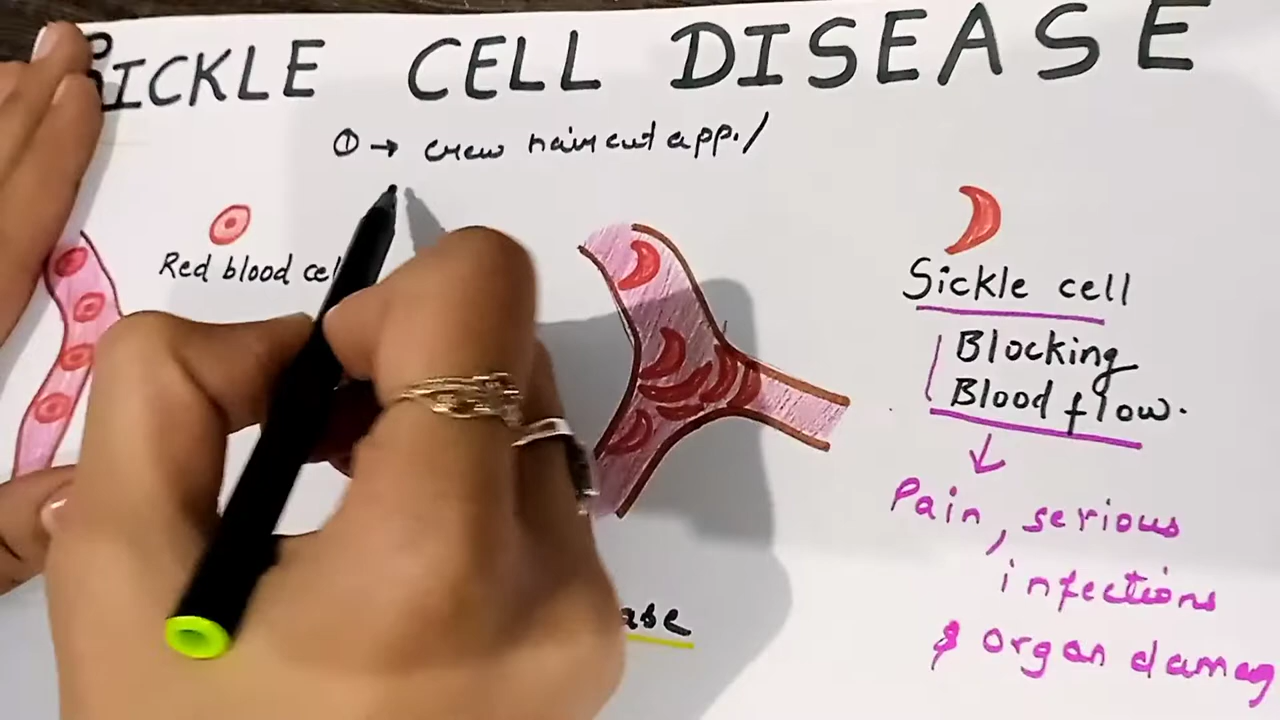 SICKLE CELL DISEASE
① → crew haircut app./
Red blood cel
Sickle cell
Blocking
Blood flow.
↓
Pain, serious
infections
& organ damag
ase